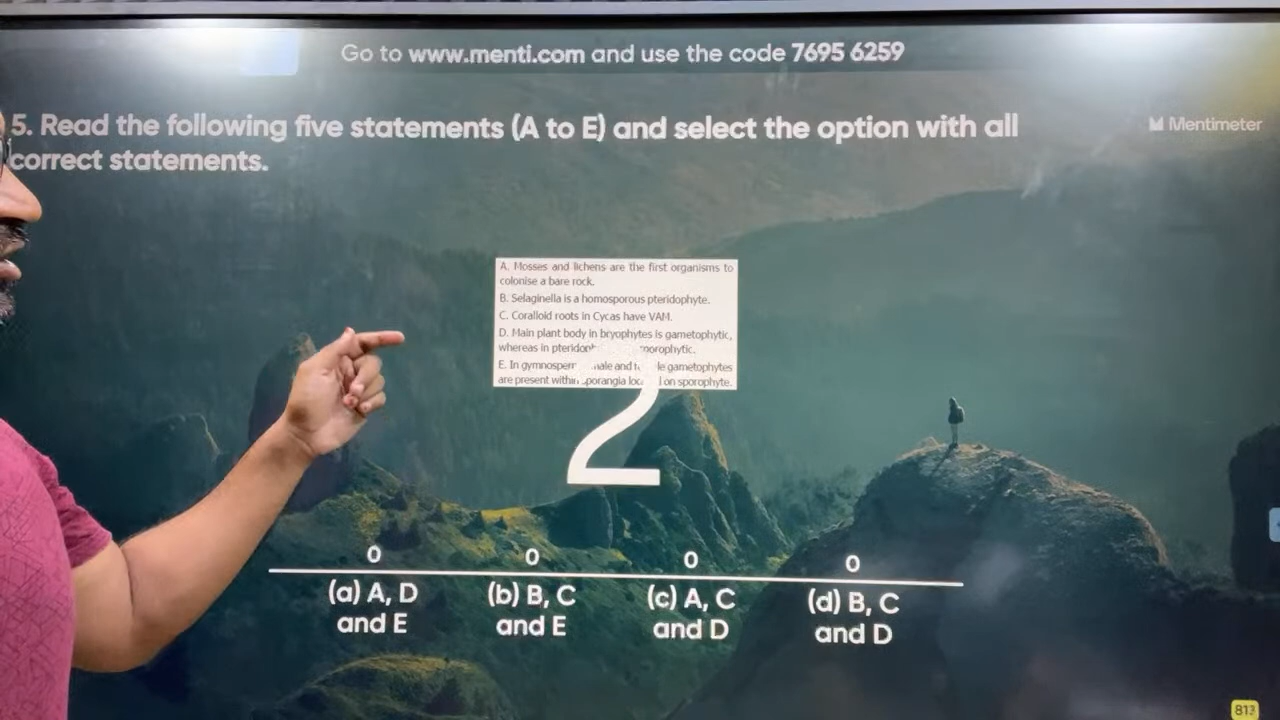 Go to www.menti.com and use the code 7695 6259
5. Read the following five statements (A to E) and select the option with all
correct statements.
Mentimeter
A. Mosses and lichens are the first organisms to
colonise a bare rock.
B. Selaginella is a homosporous pteridophyte.
C. Coralloid roots in Cycas have VAM.
D. Main plant body in bryophytes is gametophytic,
whereas in
E. In and gametophytes
are present on sporophyte.
2
0 0 0 0
(a) A, D (b) B, C (c) A, C (d) B, C
and E and E and D and D
813